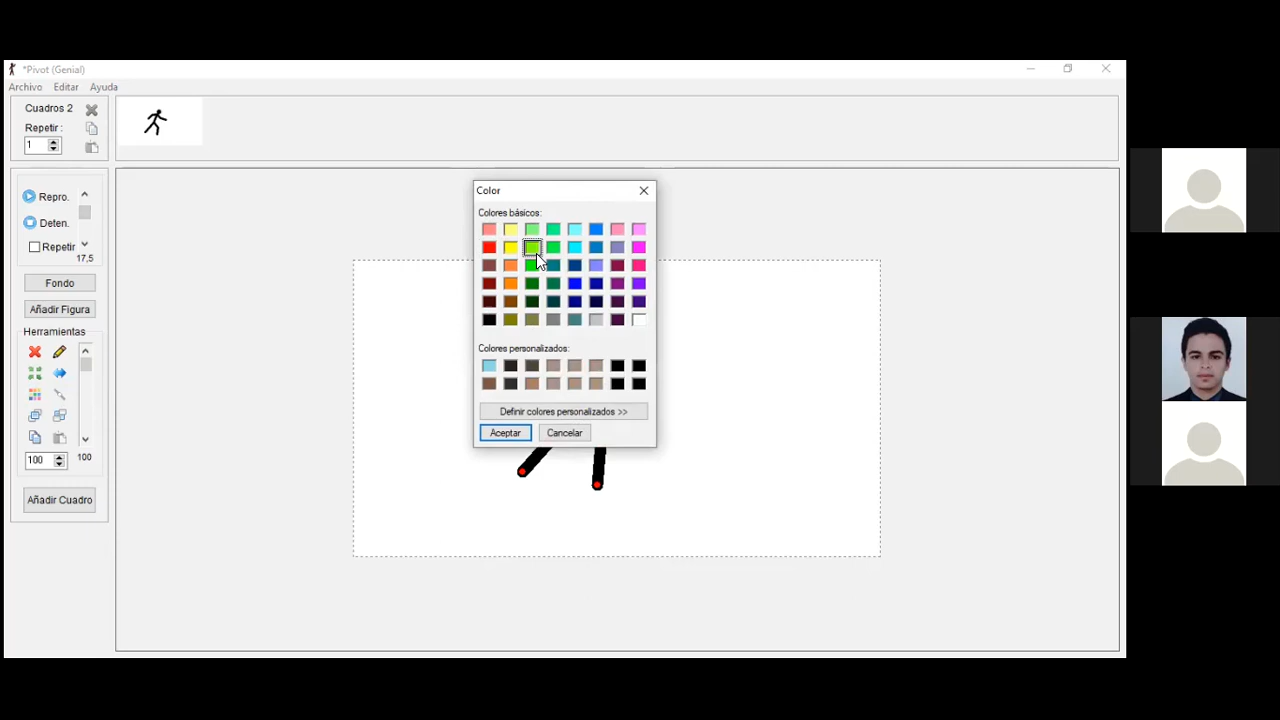 *Pivot (Genial)
Archivo Editar Ayuda
Cuadros 2
Repetir :
1
Repro.
Deten.
Repetir
17,5
Fondo
Añadir Figura
Herramientas
100 100
Añadir Cuadro
Color
Colores básicos:
Colores personalizados:
Definir colores personalizados >>
Aceptar Cancelar